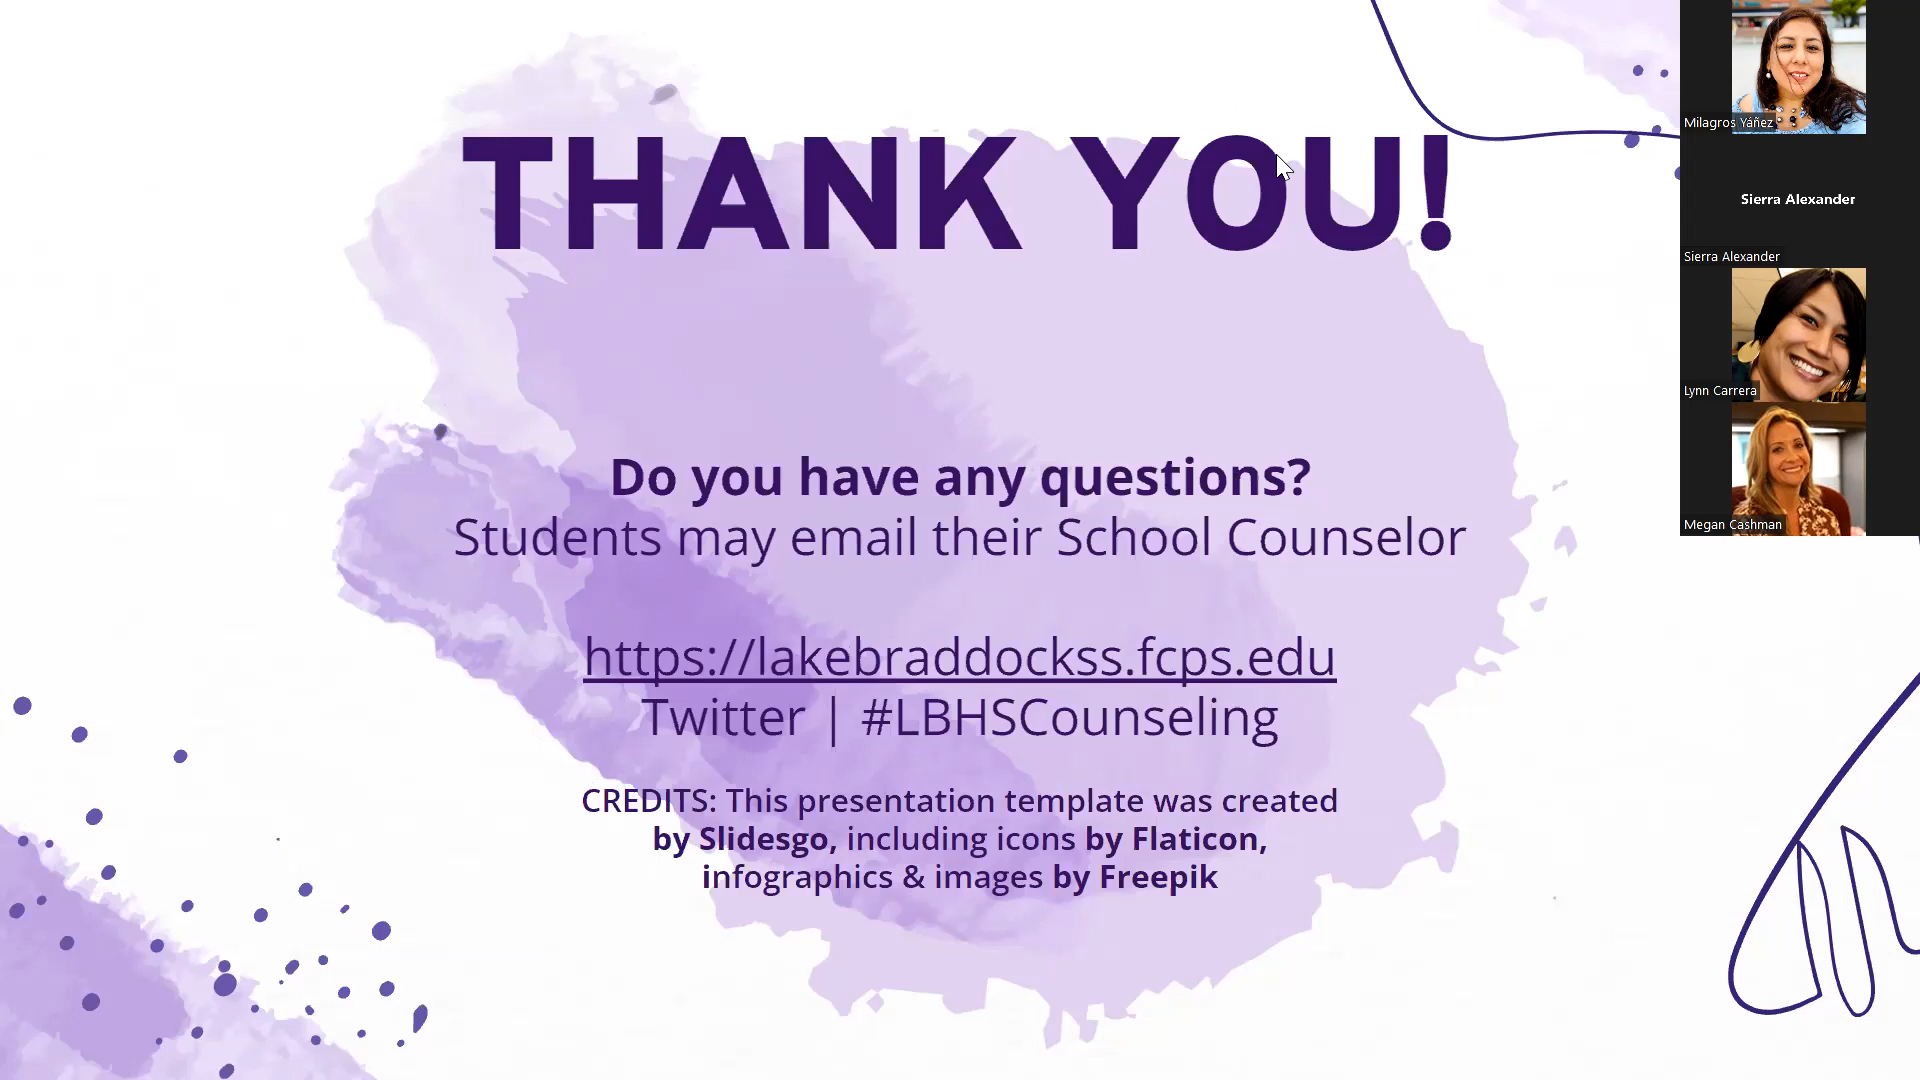 THANK YOU!
Do you have any questions?
Students may email their School Counselor
https://lakebraddockss.fcps.edu
Twitter | #LBHSCounseling
CREDITS: This presentation template was created
by Slidesgo, including icons by Flaticon,
infographics & images by Freepik
Milagros Yáñez
Sierra Alexander
Sierra Alexander
Lynn Carrera
Megan Cashman